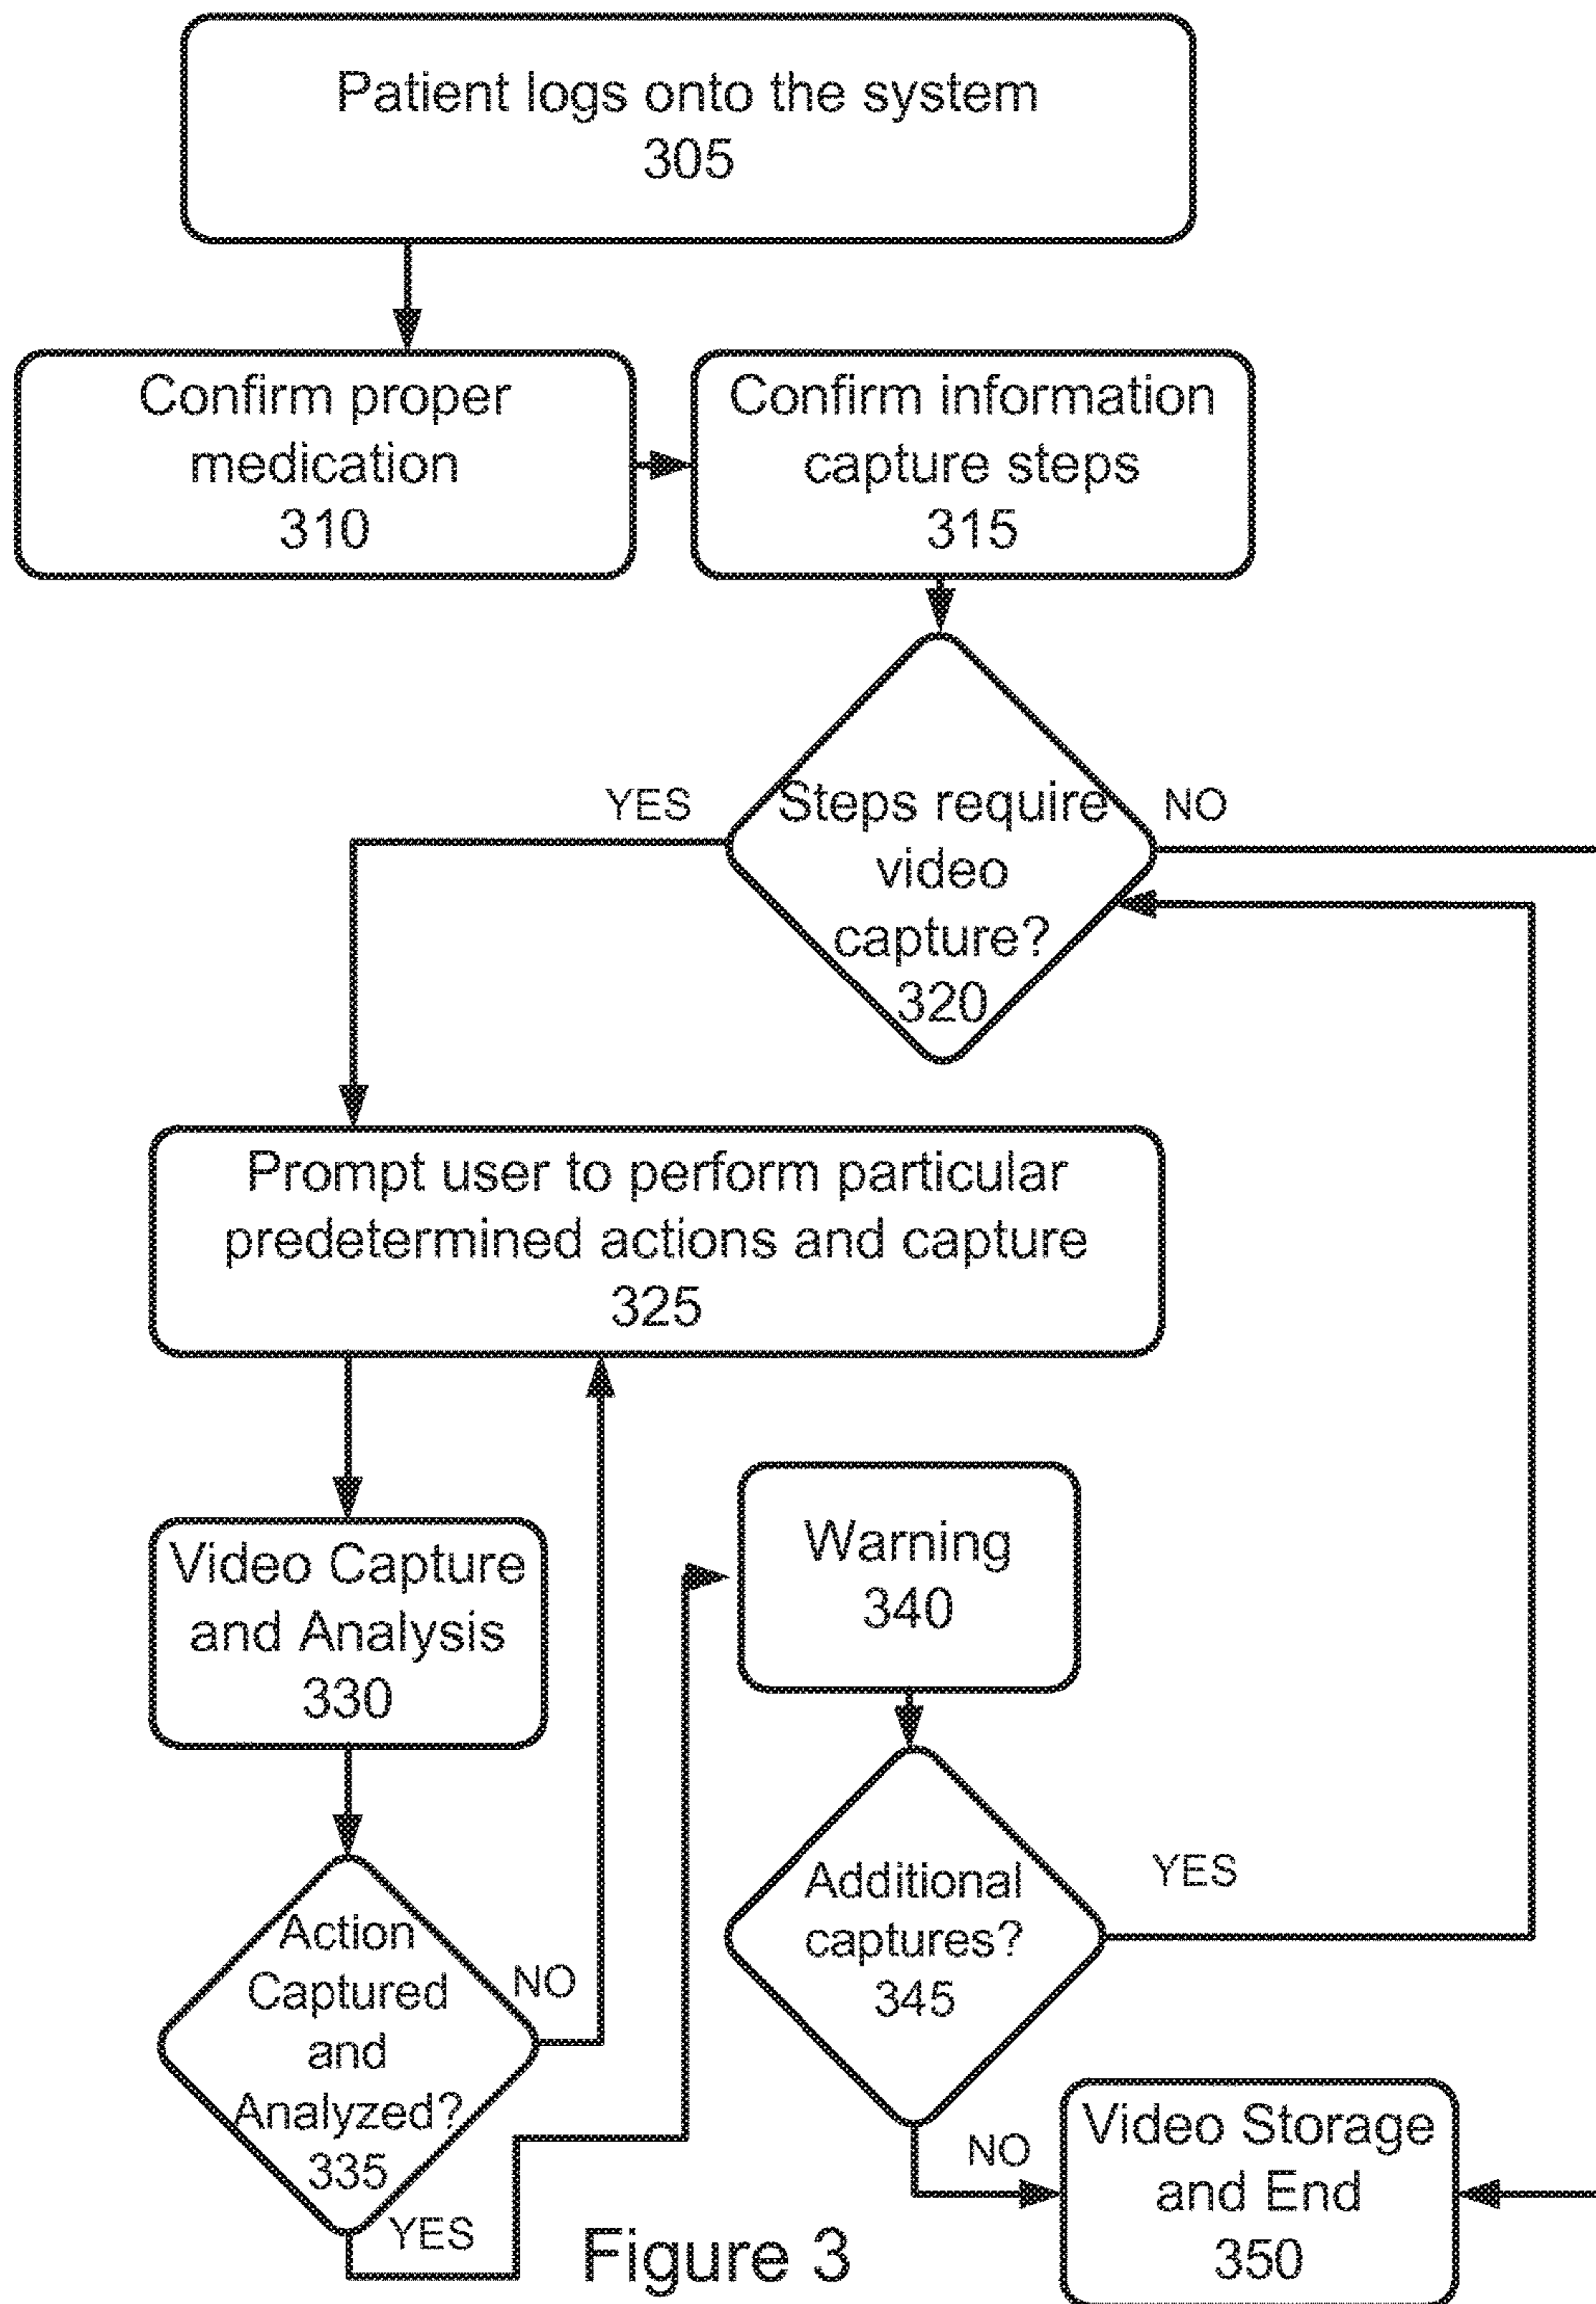 Patient logs onto the system
305
Confirm proper
medication
310
Confirm information
capture steps
315
YES
Steps require
video
capture?
320
NO
Prompt user to perform particular
predetermined actions and capture
325
Video Capture
and Analysis
330
Warning
340
Action
Captured
and
Analyzed?
335
NO
YES
Additional
captures?
345
YES
NO
Video Storage
and End
350
Figure 3